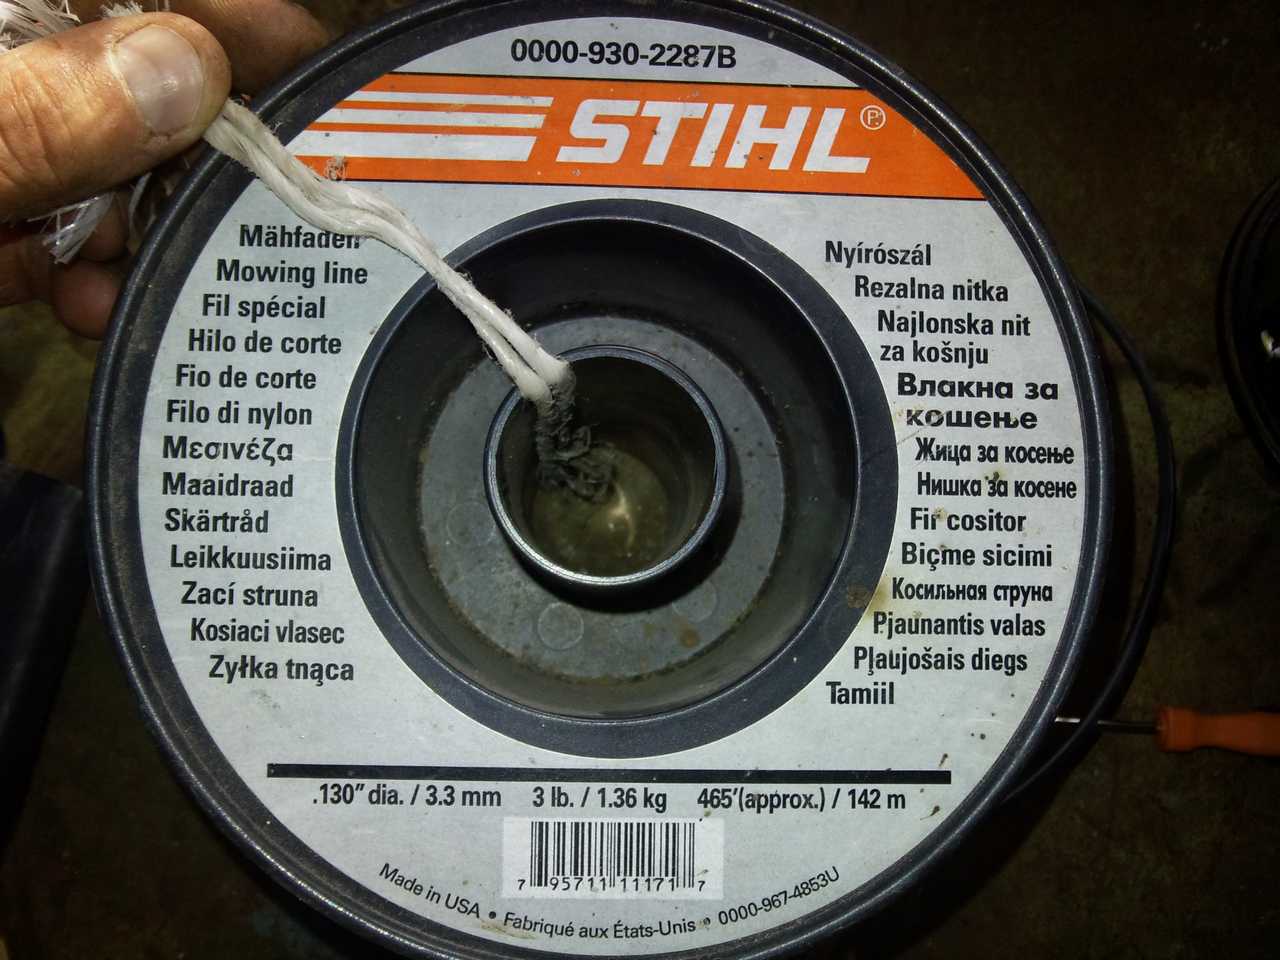 0000-930-2287B
STIHL®
Mähfaden
Mowing line
Fil spécial
Hilo de corte
Fio de corte
Filo di nylon
Μεσινέζα
Maaidraad
Skärtråd
Leikkuusiima
Zací struna
Kosiaci vlasec
Zyłka tnąca
Nyírószál
Rezalna nitka
Najlonska nit
za košnju
Влакна за
кошење
Жица за косење
Нишка за косене
Fir cositor
Biçme sicimi
Косильная струна
Pjaunantis valas
Pļaujošais diegs
Tamiil
.130" dia. / 3.3 mm 3 lb. / 1.36 kg 465'(approx.) / 142 m
7 95711 11171 7
Made in USA • Fabriqué aux États-Unis • 0000-967-4853U